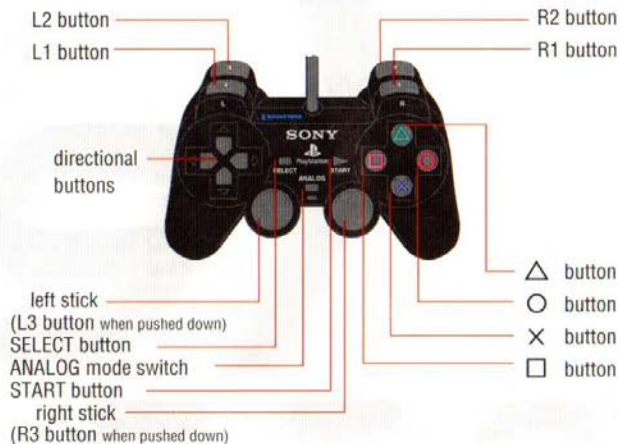 L2 button
R2 button
L1 button
R1 button
L
R
SONY
PlayStation
SELECT
START
ANALOG
directional
buttons
left stick
(L3 button when pushed down)
SELECT button
ANALOG mode switch
START button
right stick
(R3 button when pushed down)
△ button
○ button
× button
□ button